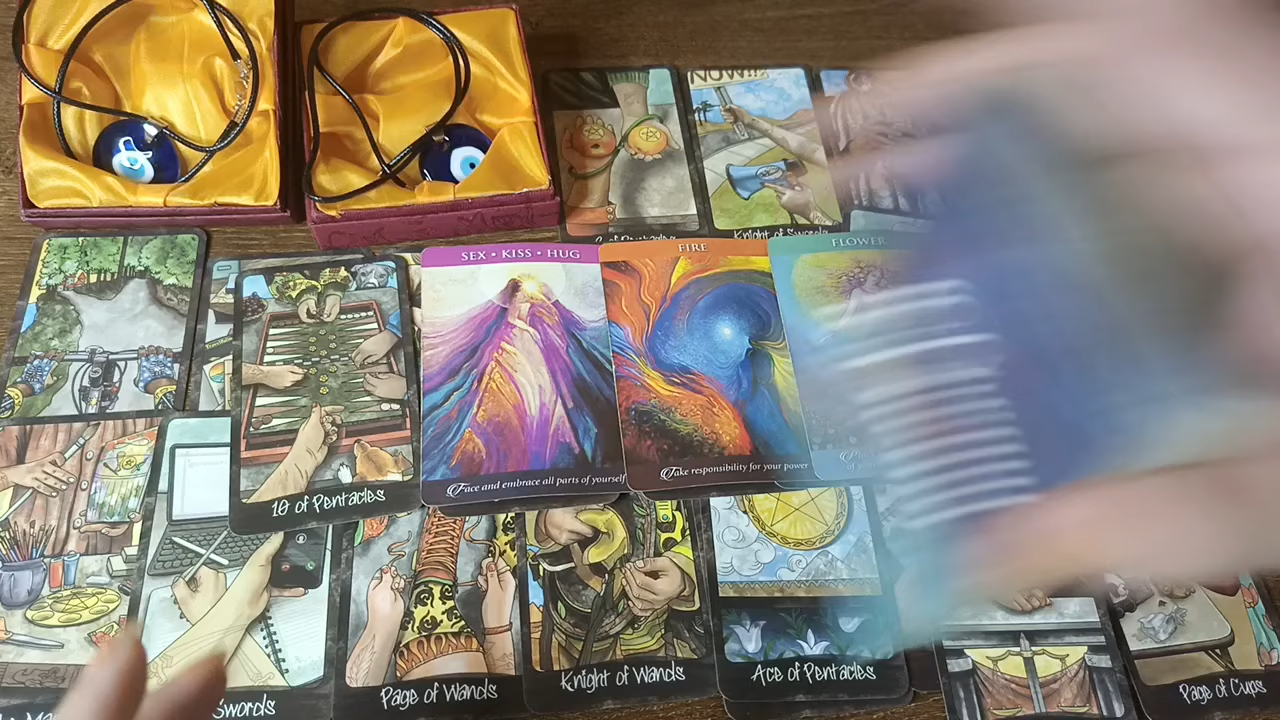 Knight of Swords
SEX • KISS • HUG
FIRE
FLOWER
Face and embrace all parts of yourself
Take responsibility for your power
10 of Pentacles
Swords
Page of Wands
Knight of Wands
Ace of Pentacles
Page of Cups